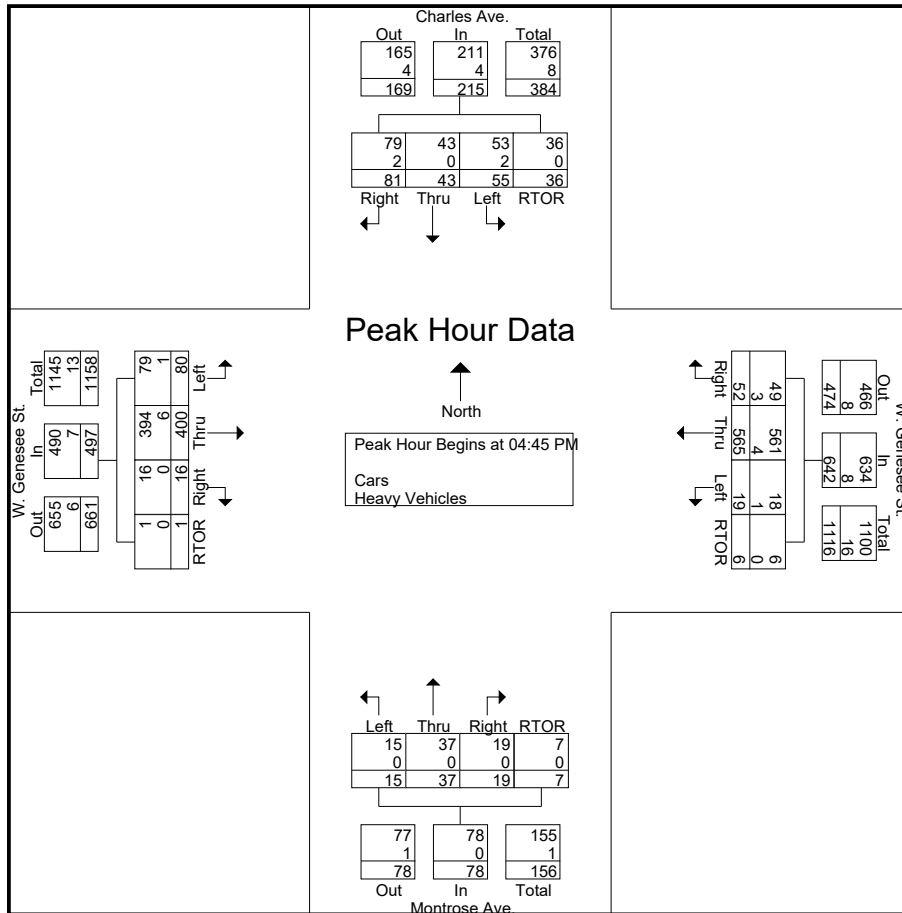 Charles Ave.
Out In Total
165 211 376
4 4 8
169 215 384
79 43 53 36
2 0 2 0
81 43 55 36
Right Thru Left RTOR
Peak Hour Data
North
Peak Hour Begins at 04:45 PM
Cars
Heavy Vehicles
W. Genesee St.
Total In Out
1145 490 655
13 7 6
1158 497 661
79 394 16 1
1 6 0 0
80 400 16 1
Left Thru Right RTOR
W. Genesee St.
Out In Total
466 634 1100
8 8 16
474 642 1116
49 561 18 6
3 4 1 0
52 565 19 6
Right Thru Left RTOR
Left Thru Right RTOR
15 37 19 7
0 0 0 0
15 37 19 7
77 78 155
1 0 1
78 78 156
Out In Total
Montrose Ave.